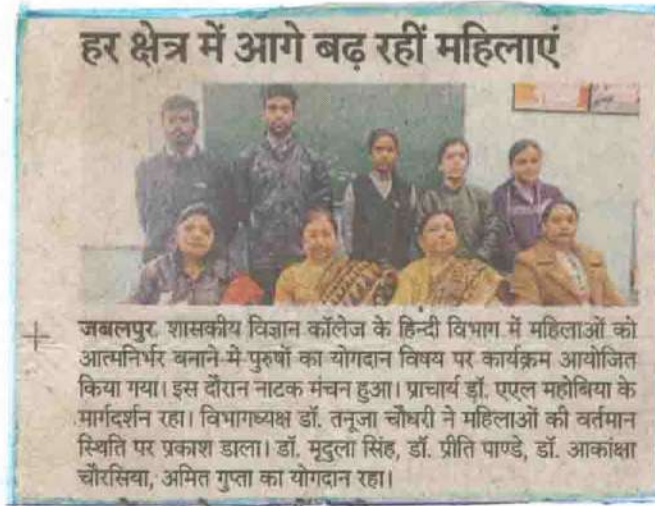 हर क्षेत्र में आगे बढ़ रहीं महिलाएं
जबलपुर. शासकीय विज्ञान कॉलेज के हिन्दी विभाग में महिलाओं को
आत्मनिर्भर बनाने में पुरुषों का योगदान विषय पर कार्यक्रम आयोजित
किया गया। इस दौरान नाटक मंचन हुआ। प्राचार्य डॉ. एएल महोबिया के
मार्गदर्शन रहा। विभागध्यक्ष डॉ. तनूजा चौधरी ने महिलाओं की वर्तमान
स्थिति पर प्रकाश डाला। डॉ. मृदुला सिंह, डॉ. प्रीति पाण्डे, डॉ. आकांक्षा
चौरसिया, अमित गुप्ता का योगदान रहा।